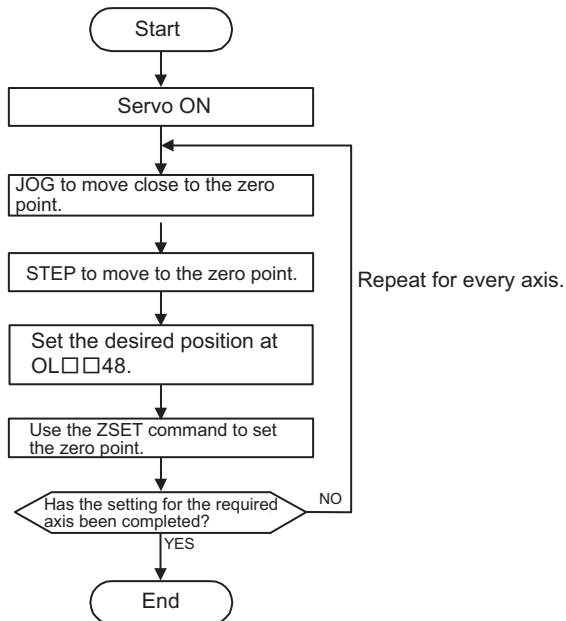 Start
Servo ON
JOG to move close to the zero
point.
STEP to move to the zero point.
Repeat for every axis.
Set the desired position at
OL□□48.
Use the ZSET command to set
the zero point.
Has the setting for the required
axis been completed?
NO
YES
End